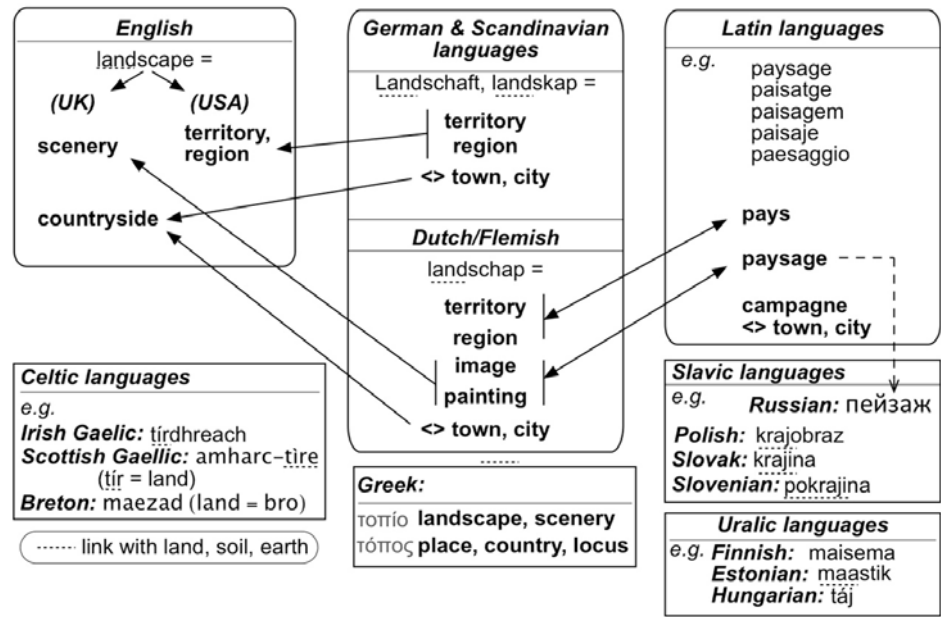 English
landscape =
(UK) (USA)
scenery
territory,
region
countryside
German & Scandinavian
languages
Landschaft, landskap =
territory
region
<> town, city
Dutch/Flemish
landschap =
territory
region
image
painting
<> town, city
Latin languages
e.g.
paysage
paisatge
paisagem
paisaje
paesaggio
pays
paysage
campagne
<> town, city
Celtic languages
e.g.
Irish Gaelic: tírdhreach
Scottish Gaellic: amharc-tìre
(tír = land)
Breton: maezad (land = bro)
link with land, soil, earth
Greek:
τοπίο landscape, scenery
τόπος place, country, locus
Slavic languages
e.g. Russian: пейзаж
Polish: krajobraz
Slovak: krajina
Slovenian: pokrajina
Uralic languages
e.g. Finnish: maisema
Estonian: maastik
Hungarian: táj